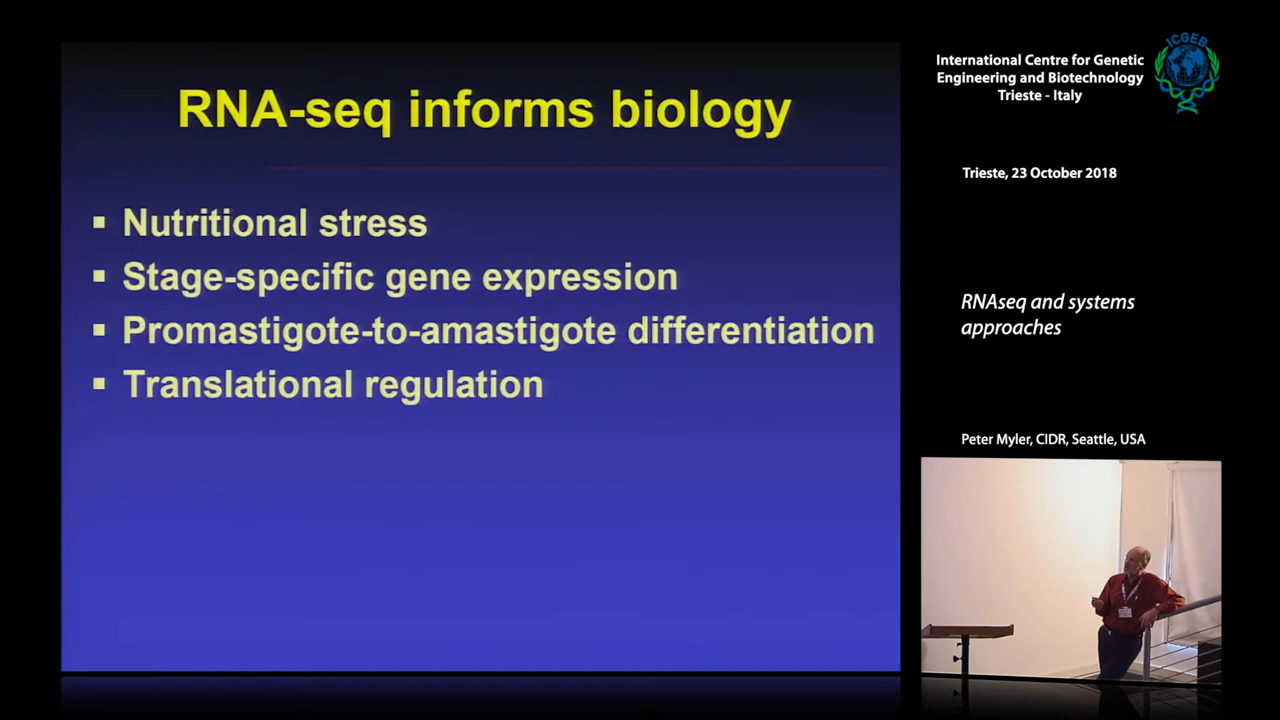 RNA-seq informs biology
▪ Nutritional stress
▪ Stage-specific gene expression
▪ Promastigote-to-amastigote differentiation
▪ Translational regulation
International Centre for Genetic
Engineering and Biotechnology
Trieste - Italy
ICGEB
Trieste, 23 October 2018
RNAseq and systems
approaches
Peter Myler, CIDR, Seattle, USA